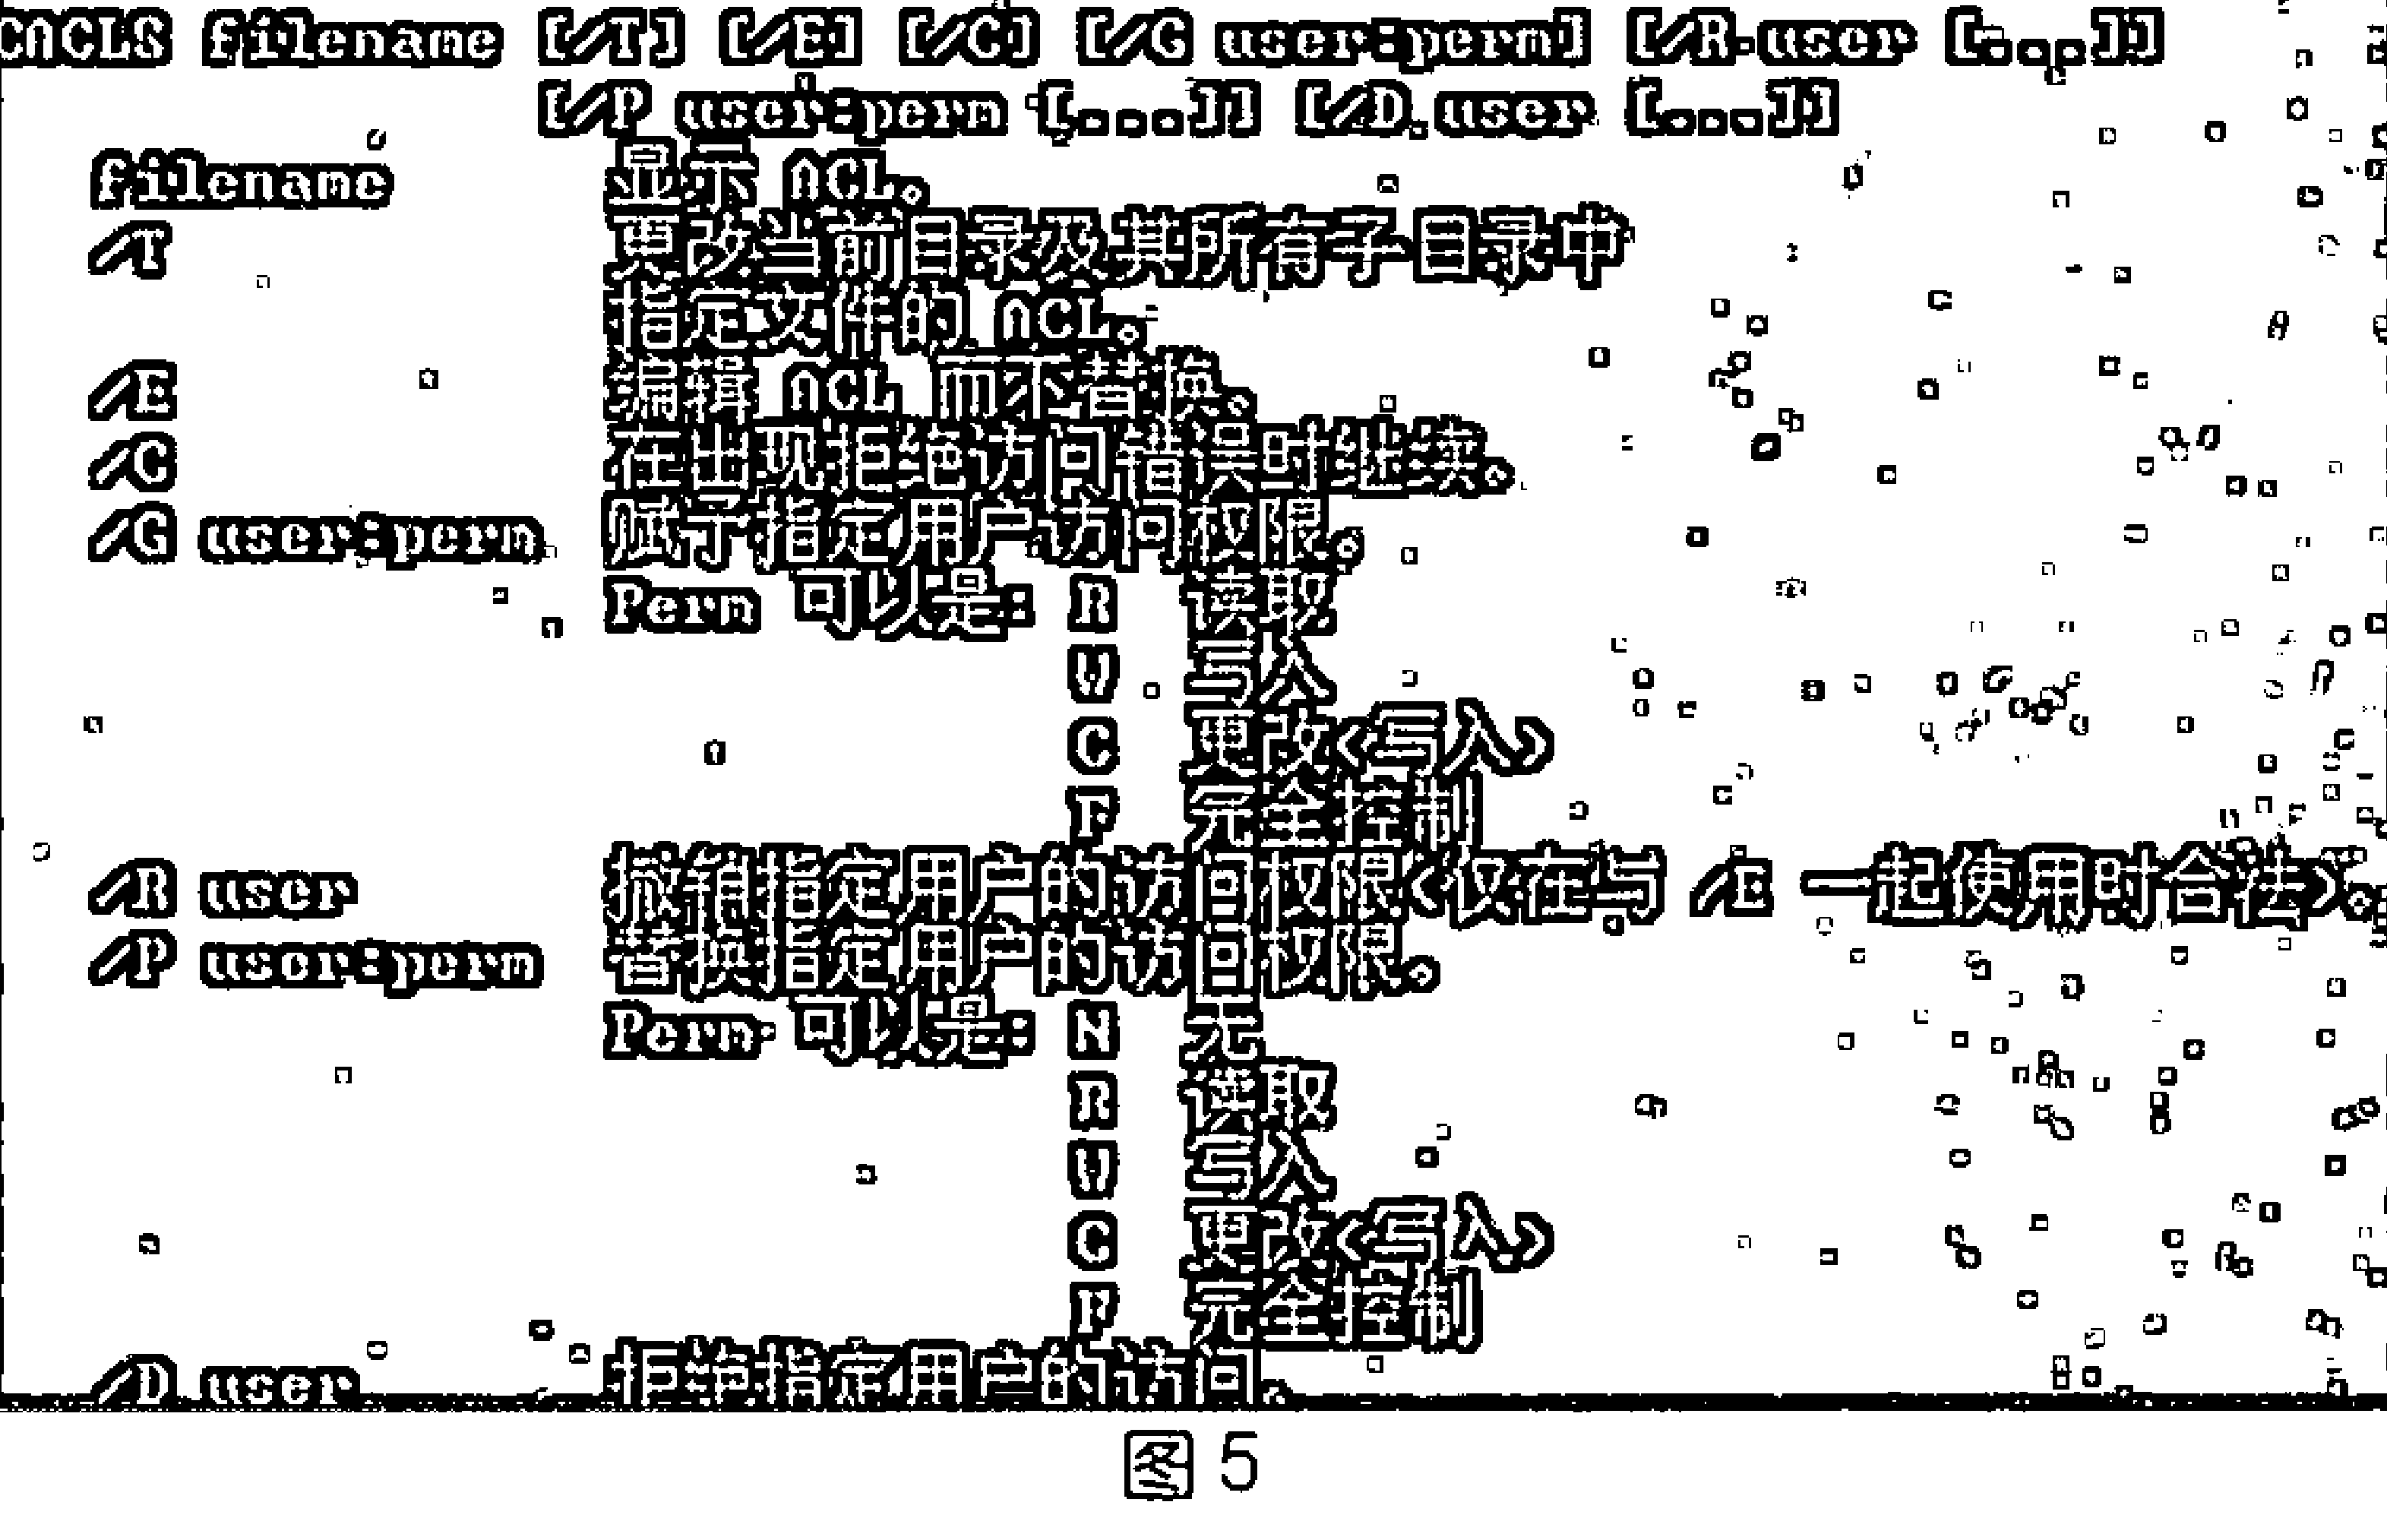 CACLS filename [/T] [/E] [/C] [/G user:perm] [/R user [...]]
[/P user:perm [...]] [/D user [...]]
filename 显示 ACL。
/T 更改当前目录及其所有子目录中
指定文件的 ACL。
/E 编辑 ACL 而不替换。
/C 在出现拒绝访问错误时继续。
/G user:perm 赋予指定用户访问权限。
Perm 可以是: R 读取
W 写入
C 更改<写入>
F 完全控制
/R user 撤销指定用户的访问权限<仅在与 /E 一起使用时合法>。
/P user:perm 替换指定用户的访问权限。
Perm 可以是: N 无
R 读取
W 写入
C 更改<写入>
F 完全控制
/D user 拒绝指定用户的访问。
图 5